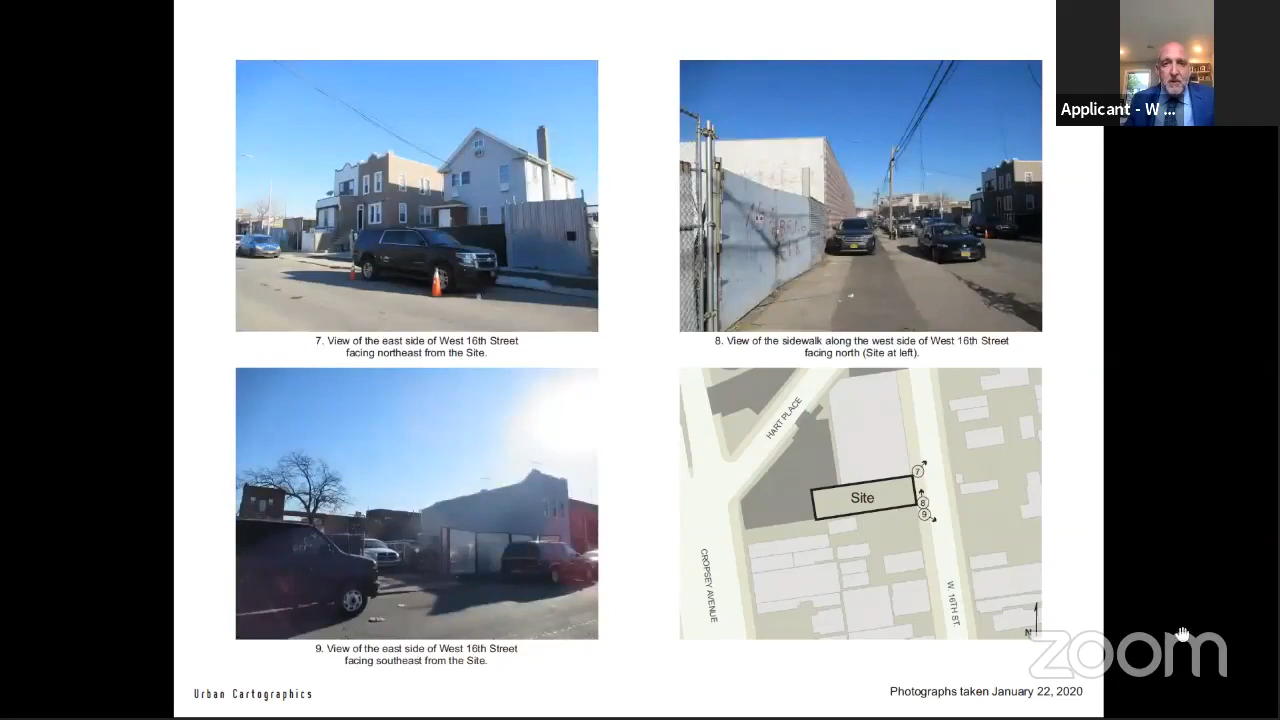 Applicant - W ...
7. View of the east side of West 16th Street
facing northeast from the Site.
8. View of the sidewalk along the west side of West 16th Street
facing north (Site at left).
HART PLACE
7
Site
8
9
CROPSEY AVENUE
W. 16TH ST.
N
9. View of the east side of West 16th Street
facing southeast from the Site.
zoom
Urban Cartographics
Photographs taken January 22, 2020